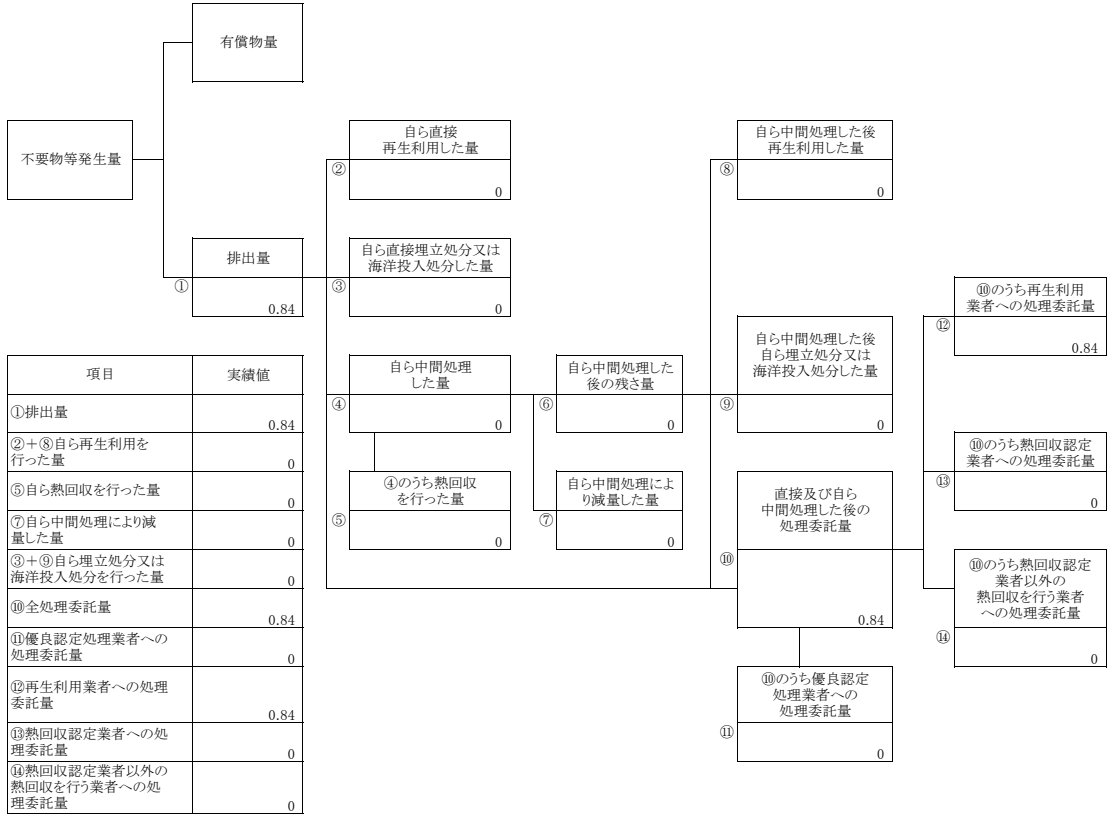 有償物量
不要物等発生量
排出量
①
0.84
自ら直接
再生利用した量
②
0
自ら直接埋立処分又は
海洋投入処分した量
③
0
自ら中間処理
した量
④
0
④のうち熱回収
を行った量
⑤
0
自ら中間処理した
後の残さ量
⑥
0
自ら中間処理によ
り減量した量
⑦
0
自ら中間処理した後
再生利用した量
⑧
0
自ら中間処理した後
自ら埋立処分又は
海洋投入処分した量
⑨
0
直接及び自ら
中間処理した後の
処理委託量
⑩
0.84
⑩のうち優良認定
処理業者への
処理委託量
⑪
0
⑩のうち再生利用
業者への処理委託量
⑫
0.84
⑩のうち熱回収認定
業者への処理委託量
⑬
0
⑩のうち熱回収認定
業者以外の
熱回収を行う業者
への処理委託量
⑭
0
項目 実績値
①排出量 0.84
②+⑧自ら再生利用を
行った量 0
⑤自ら熱回収を行った量 0
⑦自ら中間処理により減
量した量 0
③+⑨自ら埋立処分又は
海洋投入処分を行った量 0
⑩全処理委託量 0.84
⑪優良認定処理業者への
処理委託量 0
⑫再生利用業者への処理
委託量 0.84
⑬熱回収認定業者への処
理委託量 0
⑭熱回収認定業者以外の
熱回収を行う業者への処
理委託量 0